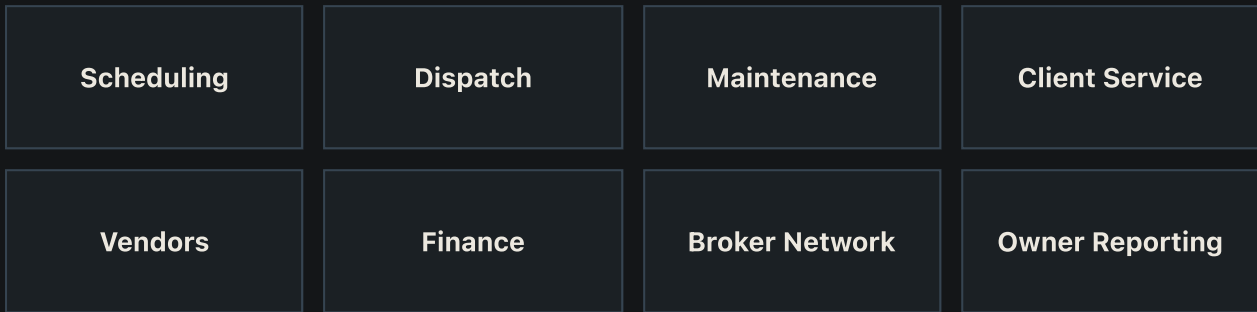 Scheduling
Dispatch
Maintenance
Client Service
Vendors
Finance
Broker Network
Owner Reporting